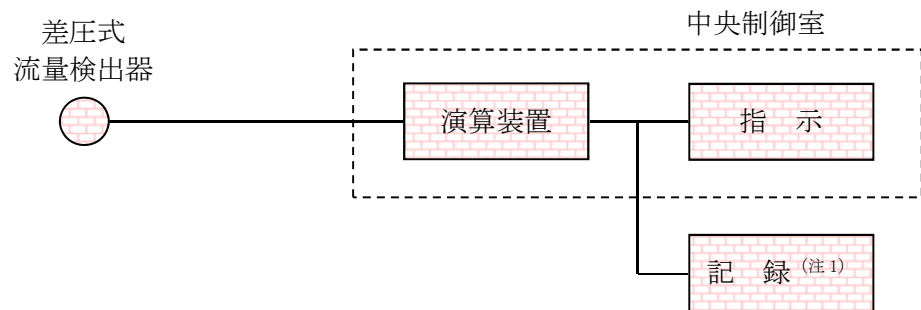 中央制御室
差圧式
流量検出器
演算装置
指 示
記 録(注1)